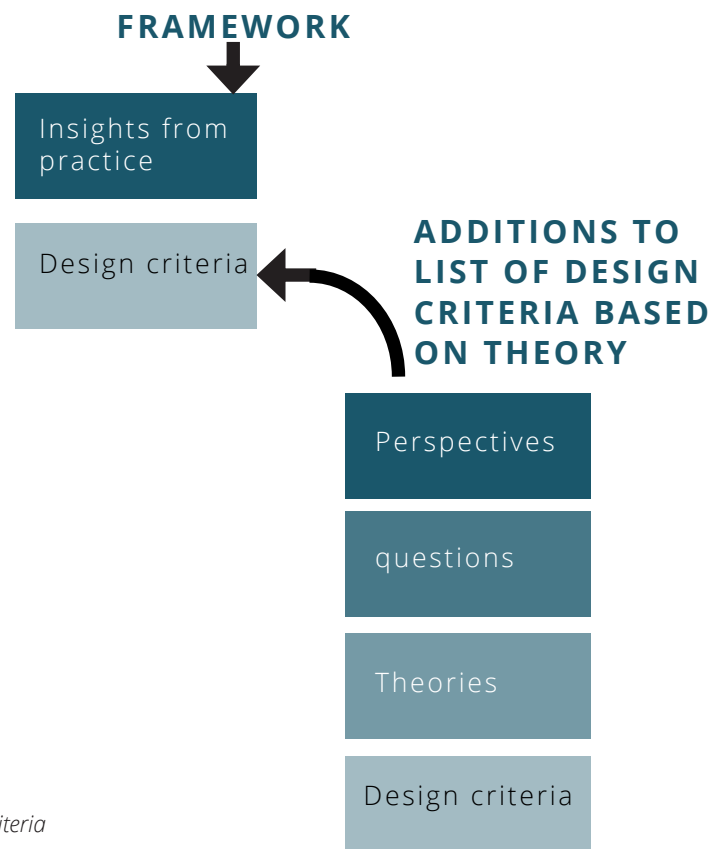 FRAMEWORK
Insights from
practice
Design criteria
ADDITIONS TO
LIST OF DESIGN
CRITERIA BASED
ON THEORY
Perspectives
questions
Theories
Design criteria